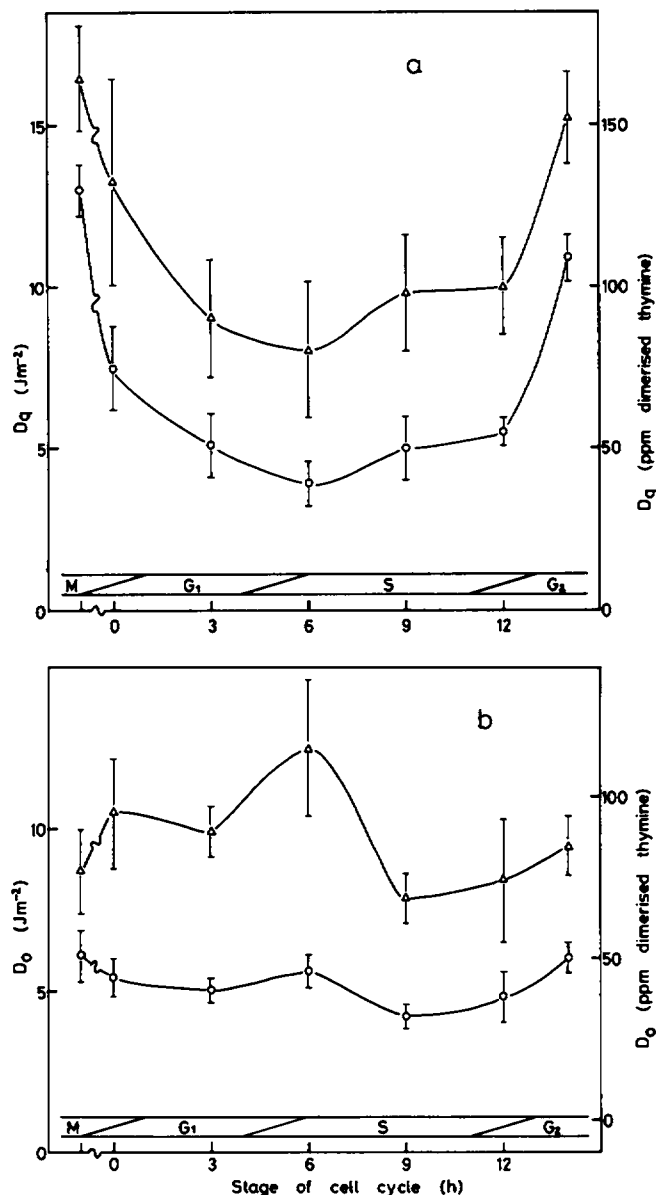 a
15
10
5
0
Dq (Jm⁻²)
150
100
50
0
Dq (ppm dimerised thymine)
M G₁ S G₂
0 3 6 9 12
b
10
5
0
Do (Jm⁻²)
100
50
0
Do (ppm dimerised thymine)
M G₁ S G₂
0 3 6 9 12
Stage of cell cycle (h)